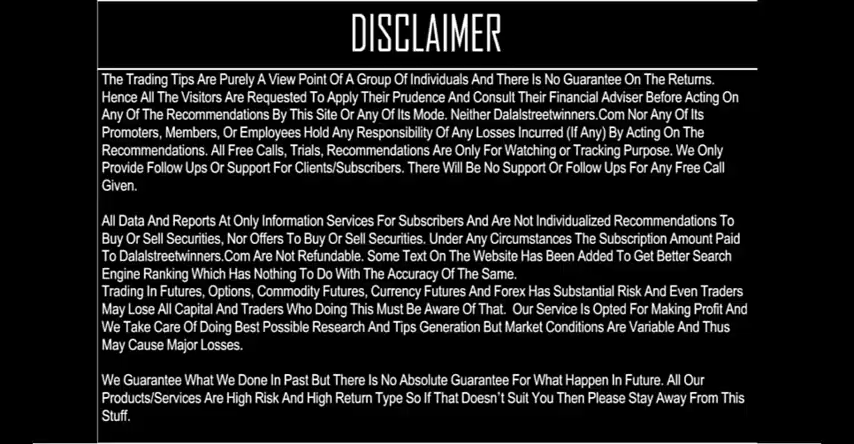 DISCLAIMER
The Trading Tips Are Purely A View Point Of A Group Of Individuals And There Is No Guarantee On The Returns.
Hence All The Visitors Are Requested To Apply Their Prudence And Consult Their Financial Adviser Before Acting On
Any Of The Recommendations By This Site Or Any Of Its Mode. Neither Dalalstreetwinners.Com Nor Any Of Its
Promoters, Members, Or Employees Hold Any Responsibility Of Any Losses Incurred (If Any) By Acting On The
Recommendations. All Free Calls, Trials, Recommendations Are Only For Watching or Tracking Purpose. We Only
Provide Follow Ups Or Support For Clients/Subscribers. There Will Be No Support Or Follow Ups For Any Free Call
Given.
All Data And Reports At Only Information Services For Subscribers And Are Not Individualized Recommendations To
Buy Or Sell Securities, Nor Offers To Buy Or Sell Securities. Under Any Circumstances The Subscription Amount Paid
To Dalalstreetwinners.Com Are Not Refundable. Some Text On The Website Has Been Added To Get Better Search
Engine Ranking Which Has Nothing To Do With The Accuracy Of The Same.
Trading In Futures, Options, Commodity Futures, Currency Futures And Forex Has Substantial Risk And Even Traders
May Lose All Capital And Traders Who Doing This Must Be Aware Of That. Our Service Is Opted For Making Profit And
We Take Care Of Doing Best Possible Research And Tips Generation But Market Conditions Are Variable And Thus
May Cause Major Losses.
We Guarantee What We Done In Past But There Is No Absolute Guarantee For What Happen In Future. All Our
Products/Services Are High Risk And High Return Type So If That Doesn't Suit You Then Please Stay Away From This
Stuff.